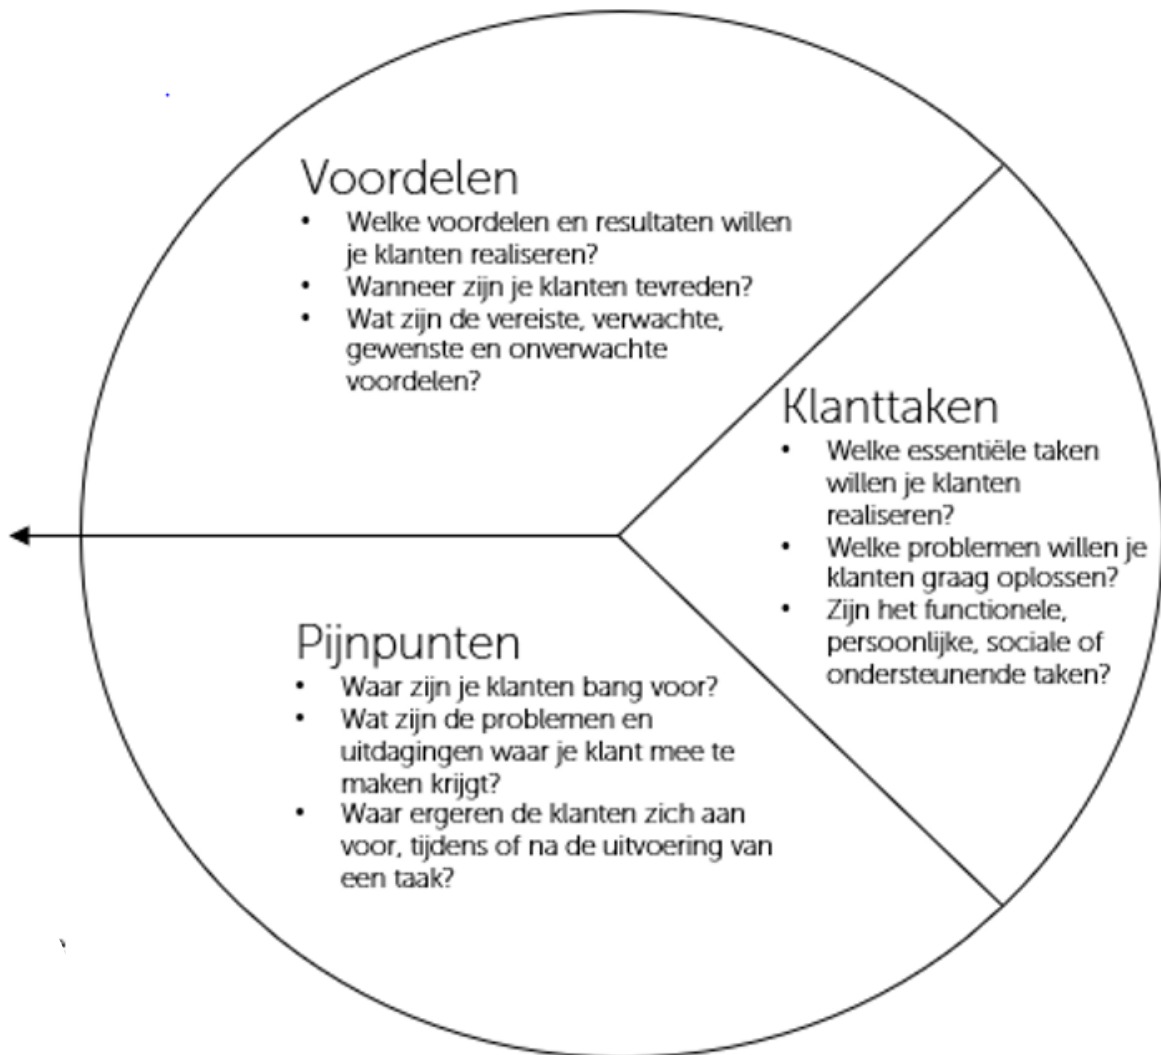 Voordelen
• Welke voordelen en resultaten willen
je klanten realiseren?
• Wanneer zijn je klanten tevreden?
• Wat zijn de vereiste, verwachte,
gewenste en onverwachte
voordelen?
Klanttaken
• Welke essentiële taken
willen je klanten
realiseren?
• Welke problemen willen je
klanten graag oplossen?
• Zijn het functionele,
persoonlijke, sociale of
ondersteunende taken?
Pijnpunten
• Waar zijn je klanten bang voor?
• Wat zijn de problemen en
uitdagingen waar je klant mee te
maken krijgt?
• Waar ergeren de klanten zich aan
voor, tijdens of na de uitvoering van
een taak?